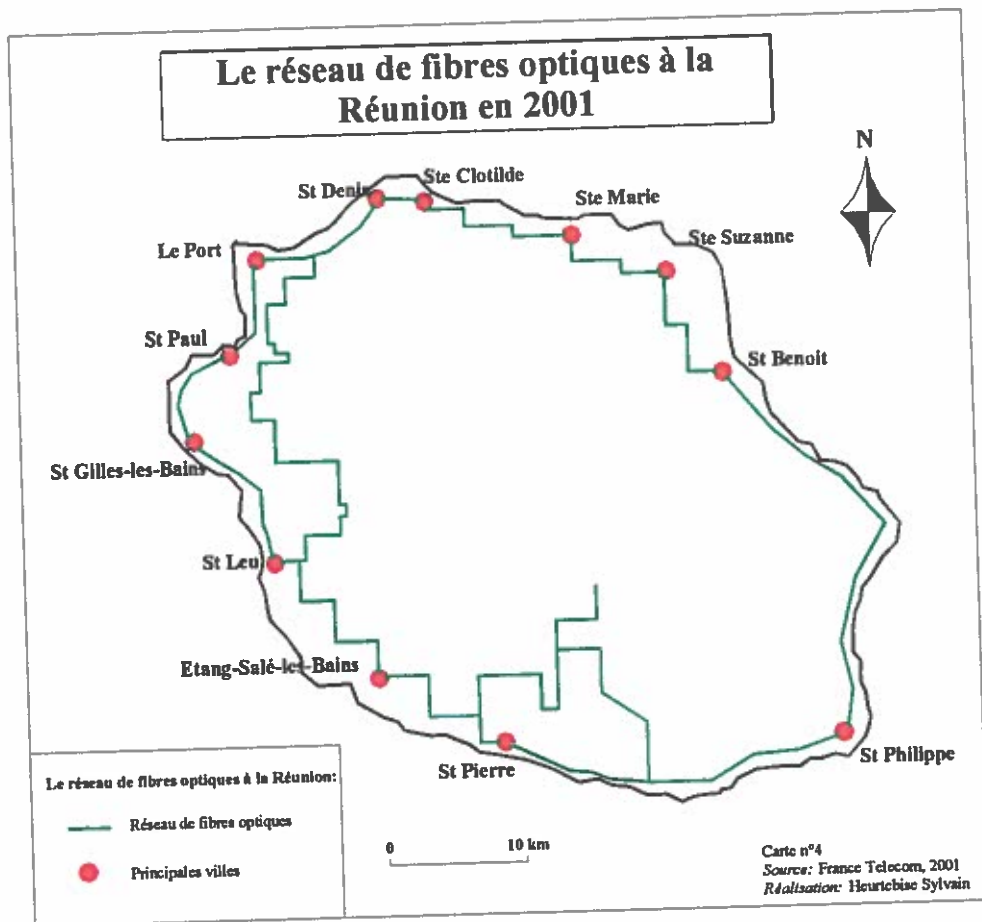 Le réseau de fibres optiques à la
Réunion en 2001
N
Ste Clotilde
St Denis
Ste Marie
Ste Suzanne
Le Port
St Paul
St Benoit
St Gilles-les-Bains
St Leu
Etang-Salé-les-Bains
St Pierre
St Philippe
Le réseau de fibres optiques à la Réunion:
Réseau de fibres optiques
Principales villes
0 10 km
Carte n°4
Source: France Telecom, 2001
Réalisation: Heurtebise Sylvain